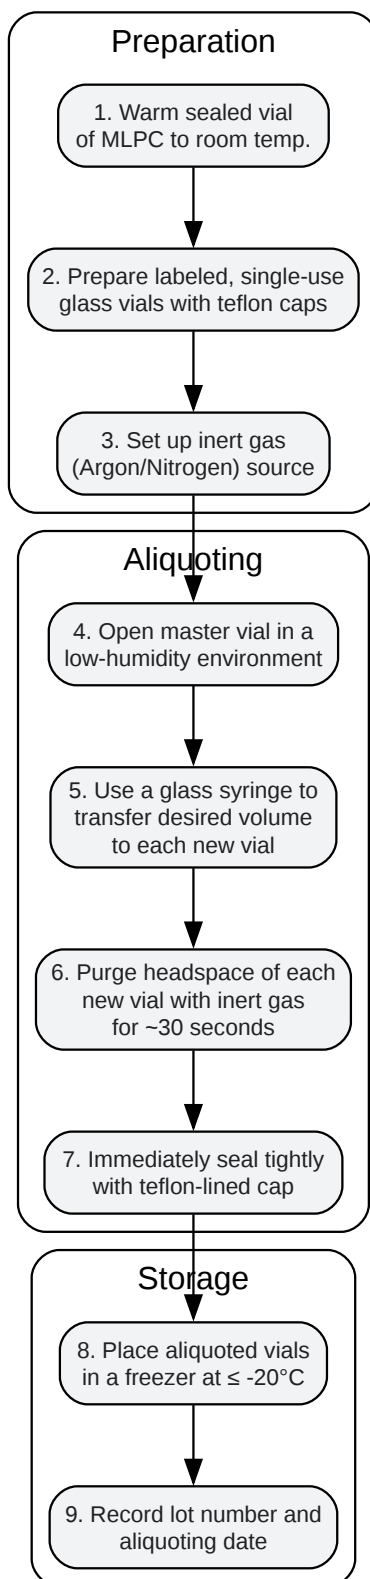 Preparation
1. Warm sealed vial
of MLPC to room temp.
2. Prepare labeled, single-use
glass vials with teflon caps
3. Set up inert gas
(Argon/Nitrogen) source
Aliquoting
4. Open master vial in a
low-humidity environment
5. Use a glass syringe to
transfer desired volume
to each new vial
6. Purge headspace of each
new vial with inert gas
for ~30 seconds
7. Immediately seal tightly
with teflon-lined cap
Storage
8. Place aliquoted vials
in a freezer at ≤ -20°C
9. Record lot number and
aliquoting date